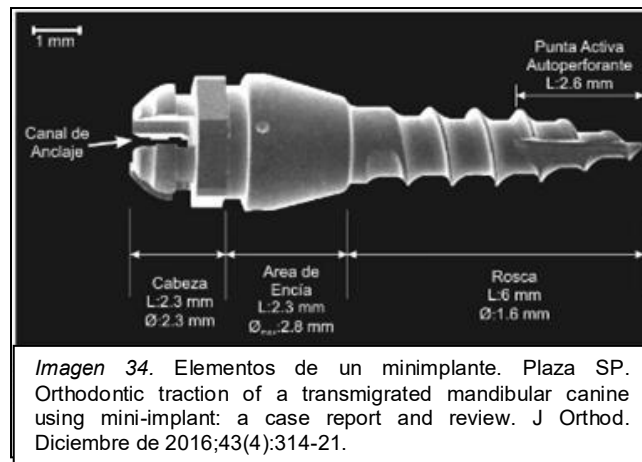 1 mm
Punta Activa
Autoperforante
L:2.6 mm
Canal de
Anclaje
Cabeza
L:2.3 mm
Ø:2.3 mm
Area de
Encía
L:2.3 mm
Ømax:2.8 mm
Rosca
L:6 mm
Ø:1.6 mm
Imagen 34. Elementos de un minimplante. Plaza SP.
Orthodontic traction of a transmigrated mandibular canine
using mini-implant: a case report and review. J Orthod.
Diciembre de 2016;43(4):314-21.